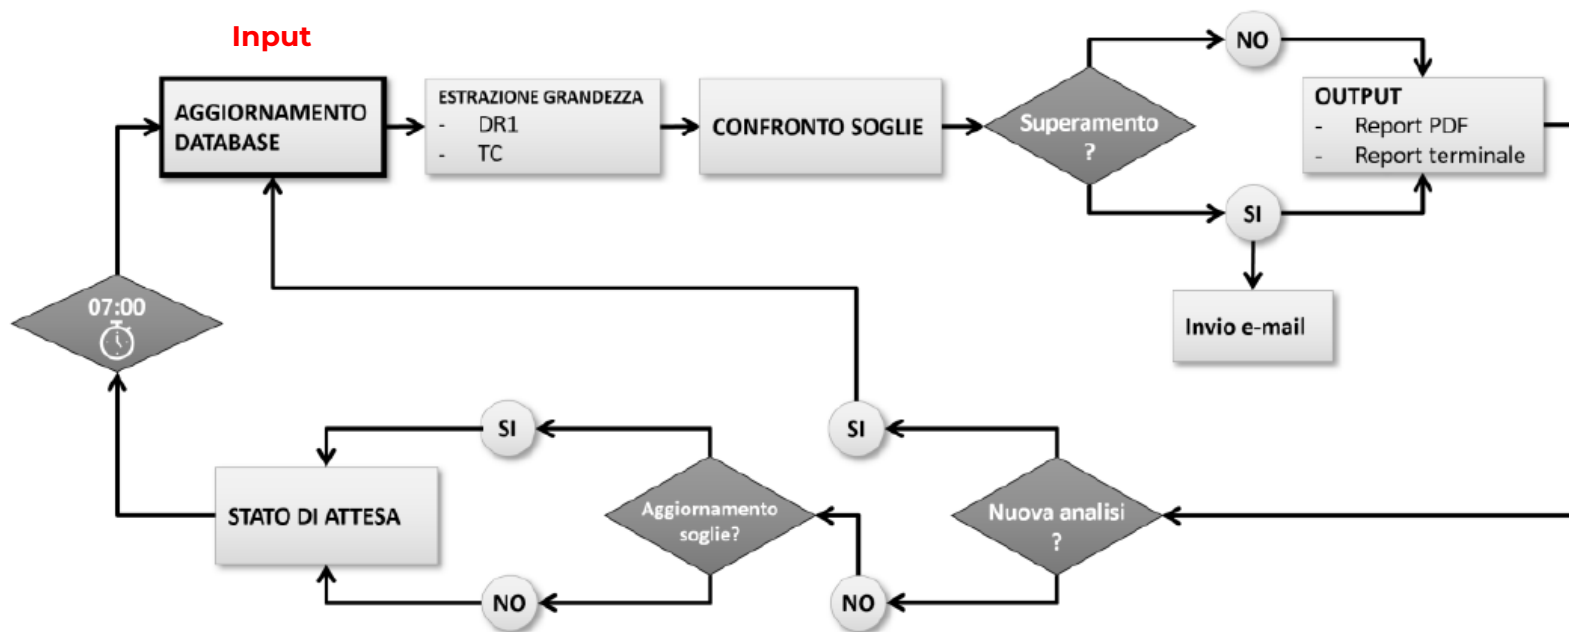 Input
AGGIORNAMENTO
DATABASE
ESTRAZIONE GRANDEZZA
- DR1
- TC
CONFRONTO SOGLIE
Superamento
?
NO
SI
OUTPUT
- Report PDF
- Report terminale
Invio e-mail
07:00
STATO DI ATTESA
SI
NO
Aggiornamento
soglie?
SI
NO
Nuova analisi
?